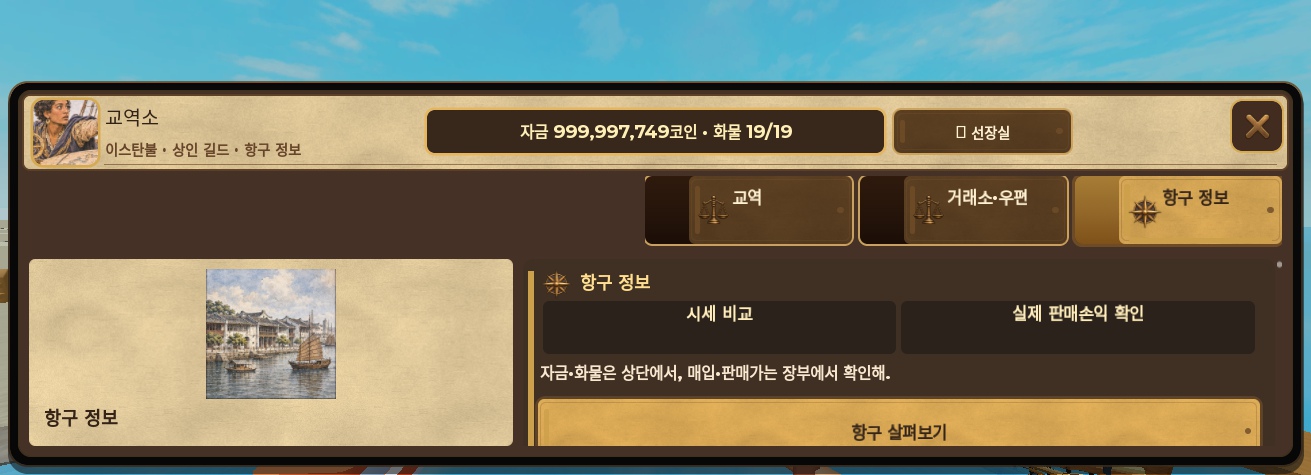 교역소
이스탄불 · 상인 길드 · 항구 정보
자금 999,997,749코인 · 화물 19/19
선장실
교역
거래소·우편
항구 정보
항구 정보
항구 정보
시세 비교
실제 판매손익 확인
자금·화물은 상단에서, 매입·판매가는 장부에서 확인해.
항구 살펴보기